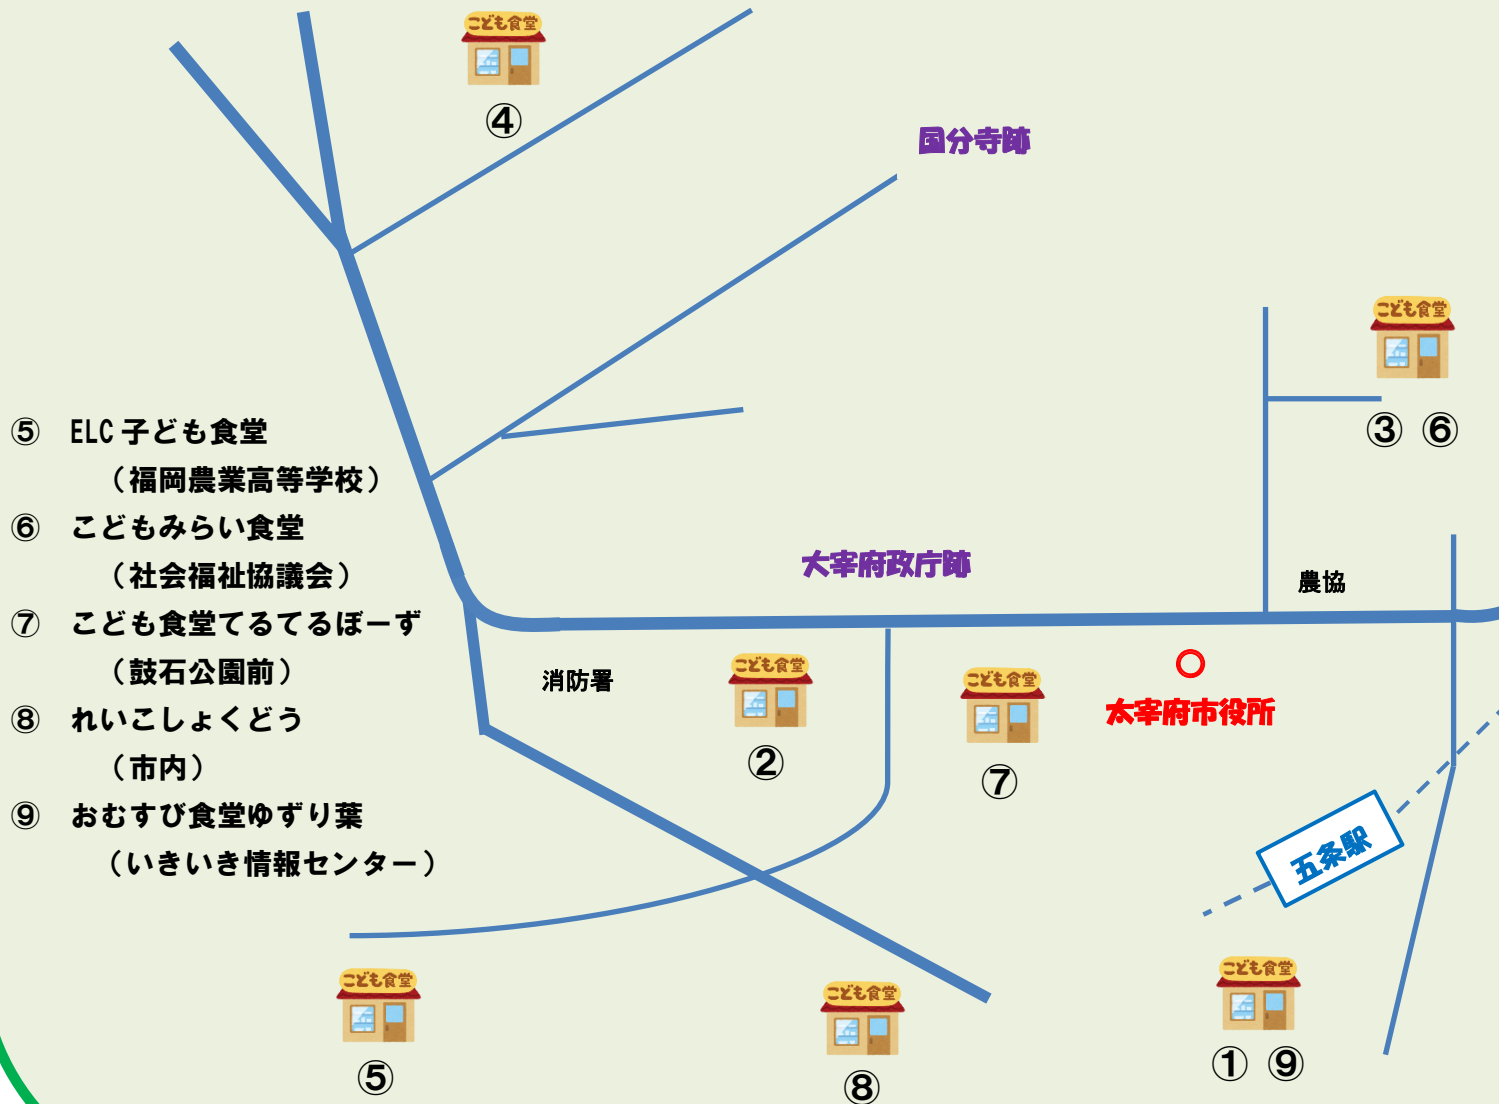 こども食堂
④
国分寺跡
こども食堂
③ ⑥
⑤ ELC子ども食堂
（福岡農業高等学校）
⑥ こどもみらい食堂
（社会福祉協議会）
⑦ こども食堂てるてるぼーず
（鼓石公園前）
⑧ れいこしょくどう
（市内）
⑨ おむすび食堂ゆずり葉
（いきいき情報センター）
大宰府政庁跡
農協
消防署
こども食堂
②
こども食堂
⑦
太宰府市役所
五条駅
こども食堂
⑤
こども食堂
⑧
こども食堂
① ⑨